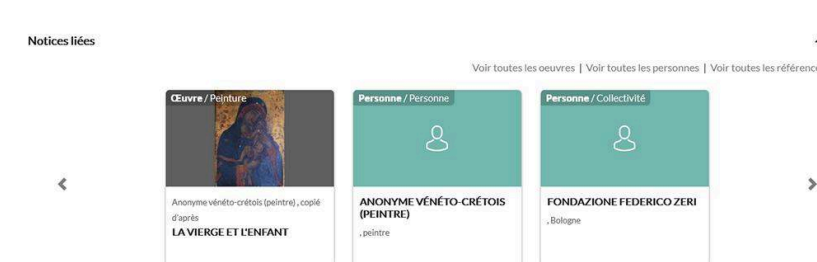 Notices liées
Voir toutes les oeuvres | Voir toutes les personnes | Voir toutes les référence
Œuvre / Peinture
Anonyme vénéto-crétois (peintre) , copié
d'après
LA VIERGE ET L'ENFANT
Personne / Personne
ANONYME VÉNÉTO-CRÉTOIS
(PEINTRE)
, peintre
Personne / Collectivité
FONDAZIONE FEDERICO ZERI
, Bologne